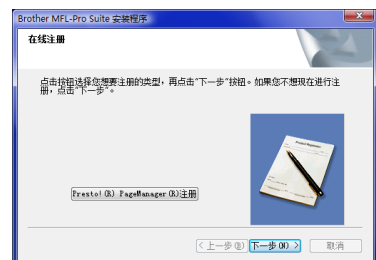 Brother MFL-Pro Suite 安装程序
在线注册
点击按钮选择您想要注册的类型，再点击"下一步"按钮。如果您不想现在进行注
册，点击"下一步"。
Presto!(R) PageManager(R)注册
< 上一步(B) 下一步(N) > 取消